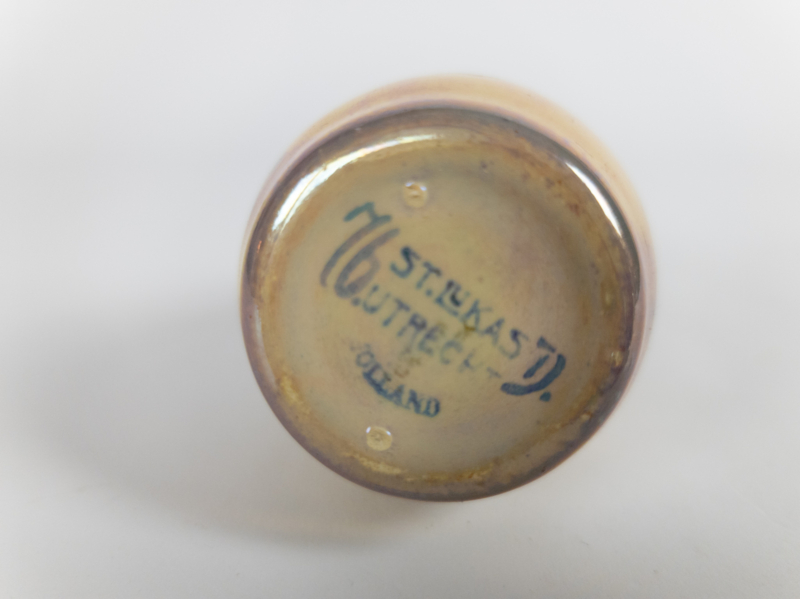 76
ST. LUKAS
UTRECHT
D.
HOLLAND